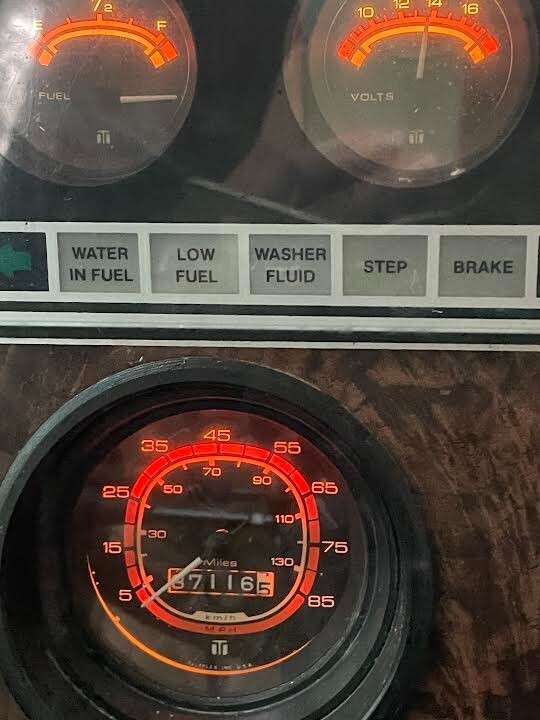 E 1/2 F
FUEL
10 12 14 16
VOLTS
WATER IN FUEL
LOW FUEL
WASHER FLUID
STEP
BRAKE
5 15 25 35 45 55 65 75 85
30 50 70 90 110 130
Miles
371165
km/h
MPH